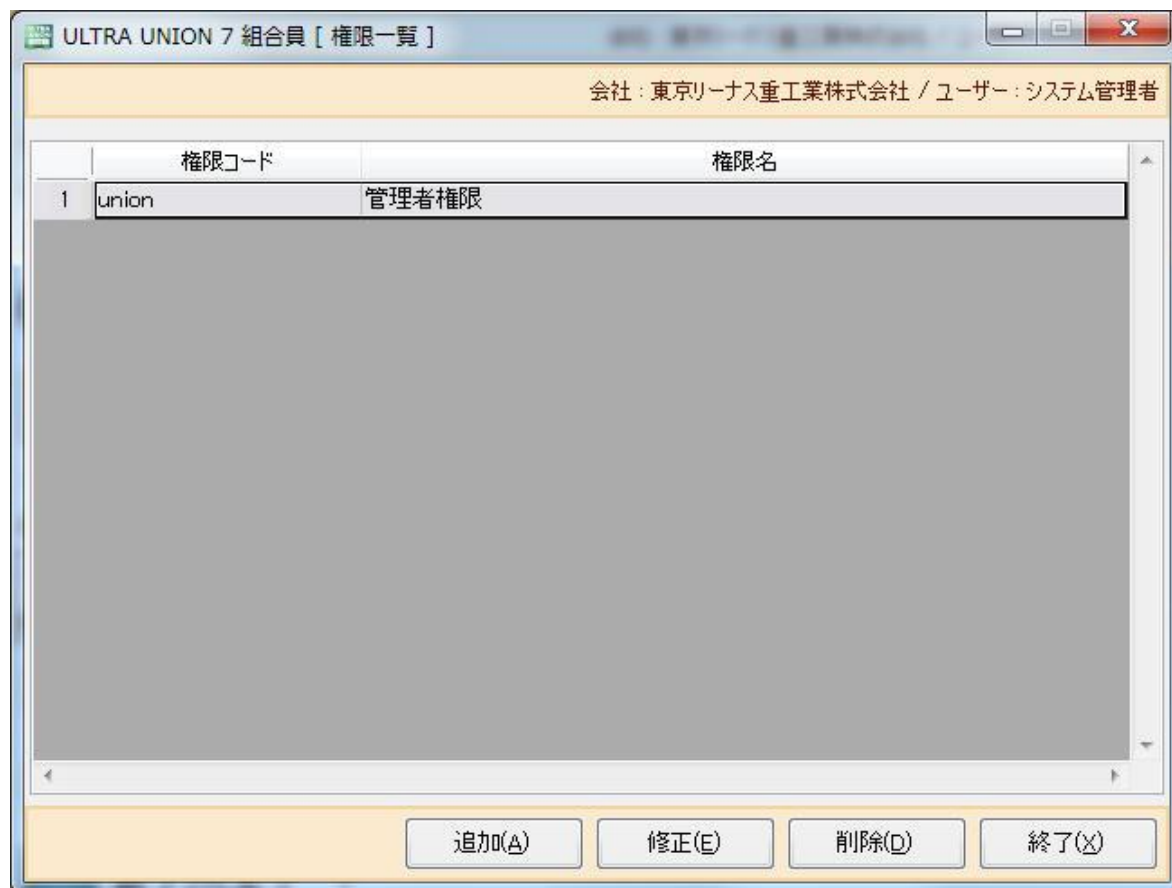 ULTRA UNION 7 組合員 [ 権限一覧 ]
会社 : 東京リーナス重工業株式会社 / ユーザー : システム管理者
権限コード 権限名
1 union 管理者権限
追加(A) 修正(E) 削除(D) 終了(X)